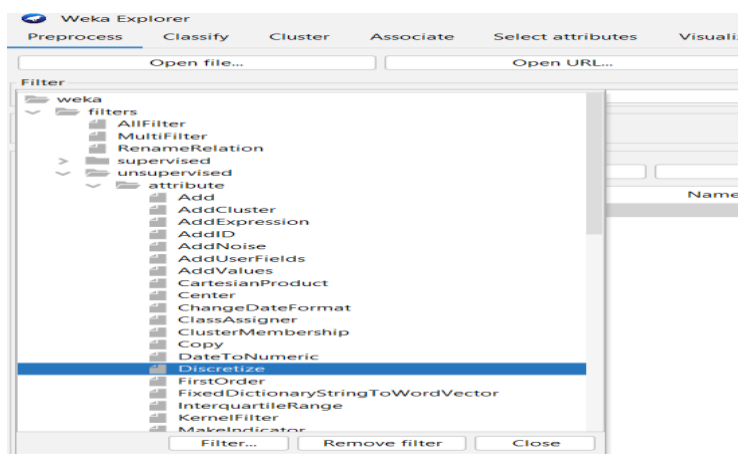 Weka Explorer
Preprocess Classify Cluster Associate Select attributes
Open file... Open URL...
Filter
weka
filters
AllFilter
MultiFilter
RenameRelation
supervised
unsupervised
attribute
Name
Add
AddCluster
AddExpression
AddID
AddNoise
AddUserFields
AddValues
CartesianProduct
Center
ChangeDateFormat
ClassAssigner
ClusterMembership
Copy
DateToNumeric
Discretize
FirstOrder
FixedDictionaryStringToWordVector
InterquartileRange
KernelFilter
MakeIndicator
Filter... Remove filter Close